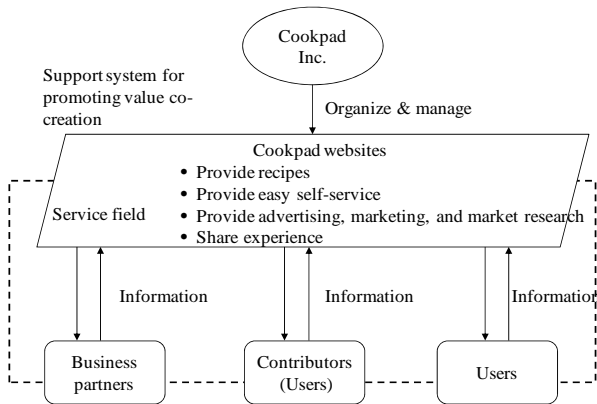 Cookpad
Inc.
Support system for
promoting value co-
creation
Organize & manage
Cookpad websites
• Provide recipes
• Provide easy self-service
Service field
• Provide advertising, marketing, and market research
• Share experience
Information
Information
Information
Business
partners
Contributors
(Users)
Users